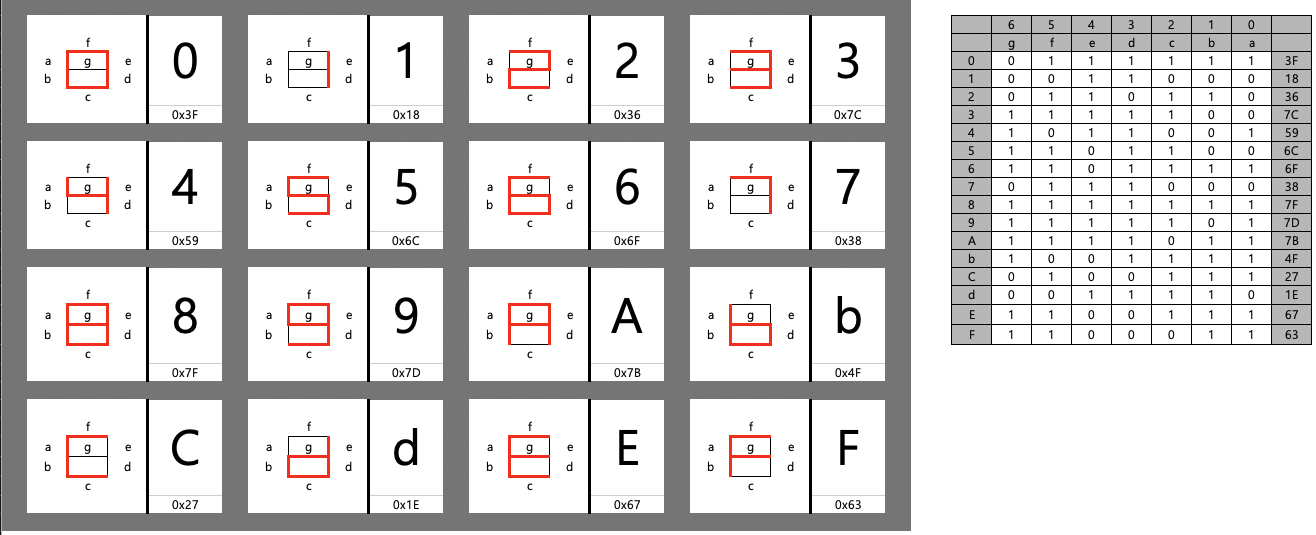 f f f f
a g e 0 a g e 1 a g e 2 a g e 3
b d b d b d b d
c c c c
0x3F 0x18 0x36 0x7C
f f f f
a g e 4 a g e 5 a g e 6 a g e 7
b d b d b d b d
c c c c
0x59 0x6C 0x6F 0x38
f f f f
a g e 8 a g e 9 a g e A a g e b
b d b d b d b d
c c c c
0x7F 0x7D 0x7B 0x4F
f f f f
a g e C a g e d a g e E a g e F
b d b d b d b d
c c c c
0x27 0x1E 0x67 0x63
6 5 4 3 2 1 0
g f e d c b a
0 0 1 1 1 1 1 1 3F
1 0 0 1 1 0 0 0 18
2 0 1 1 0 1 1 0 36
3 1 1 1 1 1 0 0 7C
4 1 0 1 1 0 0 1 59
5 1 1 0 1 1 0 0 6C
6 1 1 0 1 1 1 1 6F
7 0 1 1 1 0 0 0 38
8 1 1 1 1 1 1 1 7F
9 1 1 1 1 1 0 1 7D
A 1 1 1 1 0 1 1 7B
b 1 0 0 1 1 1 1 4F
C 0 1 0 0 1 1 1 27
d 0 0 1 1 1 1 0 1E
E 1 1 0 0 1 1 1 67
F 1 1 0 0 0 1 1 63